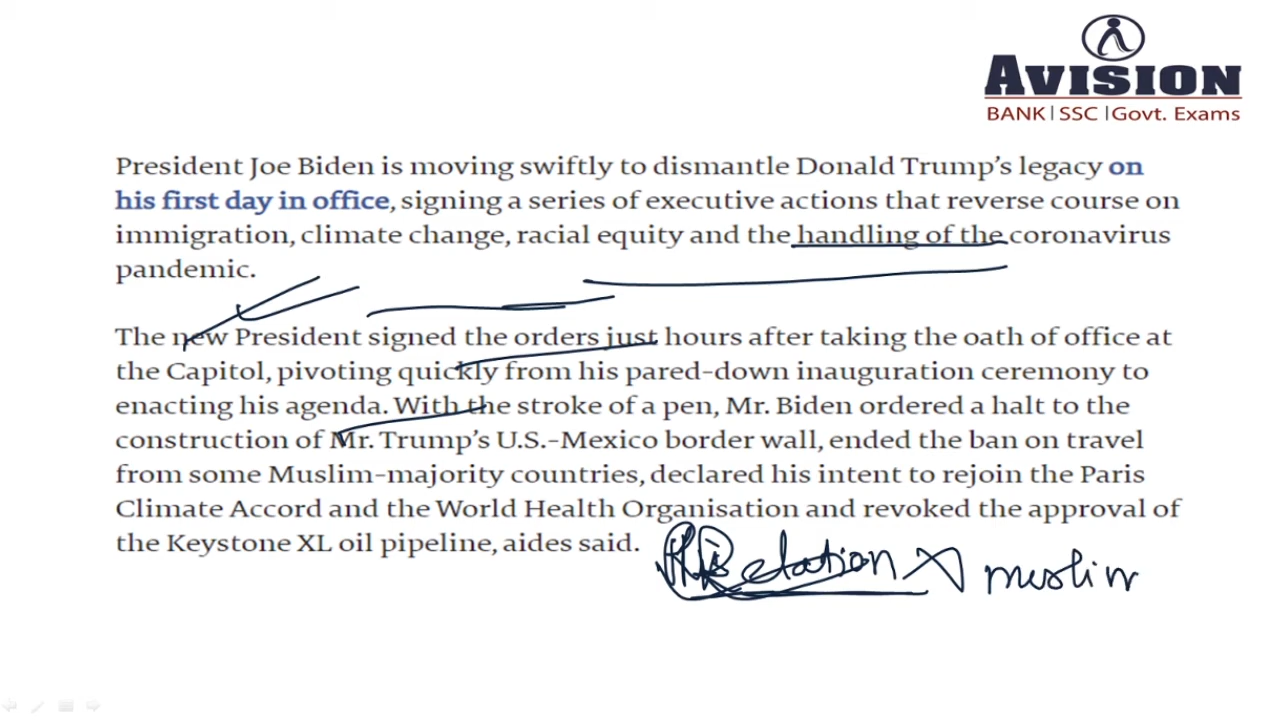 AVISION
BANK | SSC | Govt. Exams
President Joe Biden is moving swiftly to dismantle Donald Trump's legacy on
his first day in office, signing a series of executive actions that reverse course on
immigration, climate change, racial equity and the handling of the coronavirus
pandemic.
The new President signed the orders just hours after taking the oath of office at
the Capitol, pivoting quickly from his pared-down inauguration ceremony to
enacting his agenda. With the stroke of a pen, Mr. Biden ordered a halt to the
construction of Mr. Trump's U.S.-Mexico border wall, ended the ban on travel
from some Muslim-majority countries, declared his intent to rejoin the Paris
Climate Accord and the World Health Organisation and revoked the approval of
the Keystone XL oil pipeline, aides said.
muslim